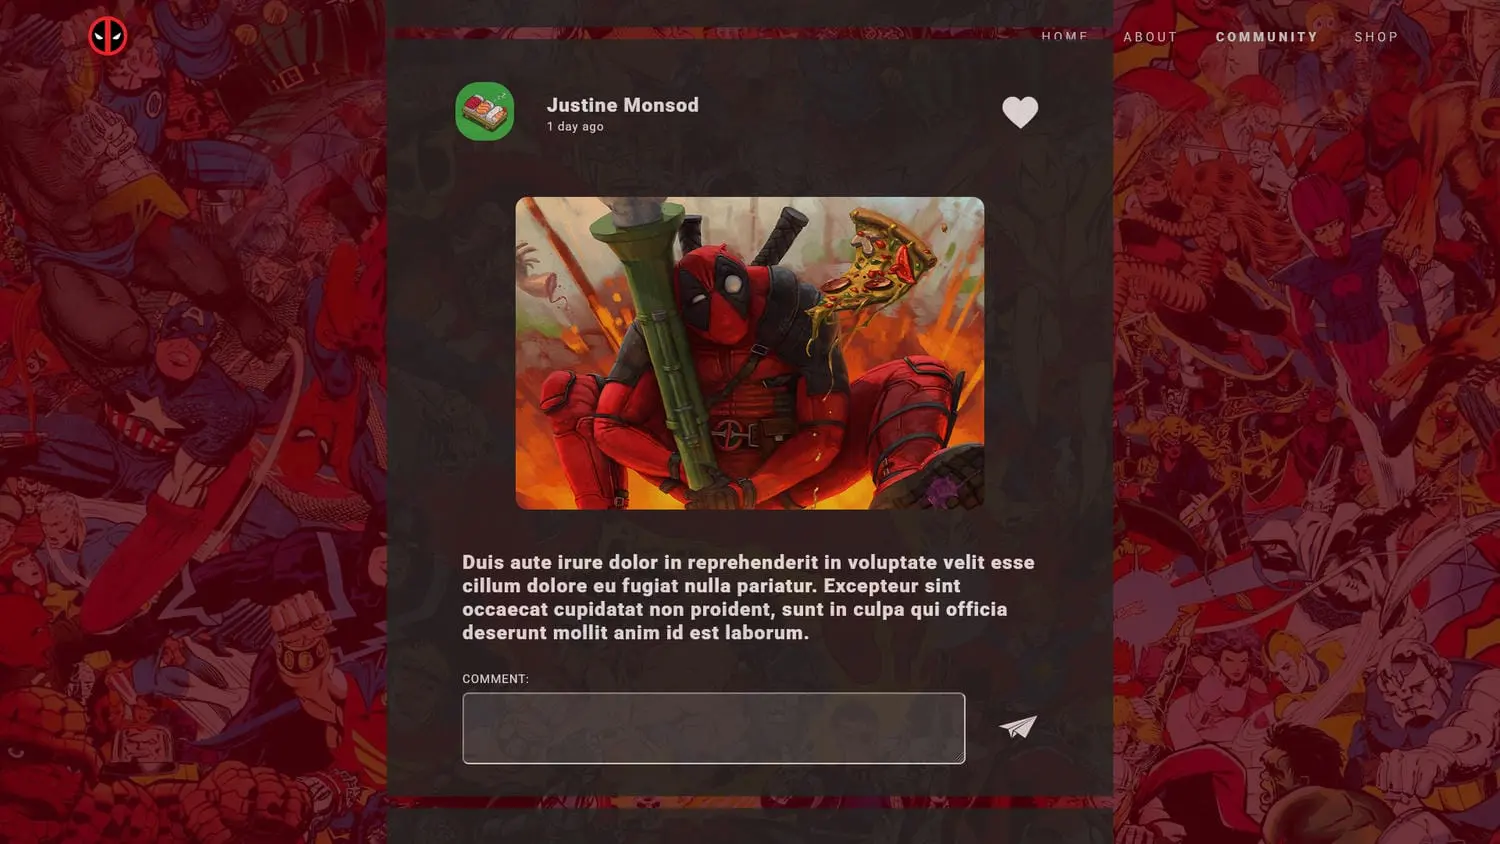 HOME ABOUT COMMUNITY SHOP
Justine Monsod
1 day ago
Duis aute irure dolor in reprehenderit in voluptate velit esse
cillum dolore eu fugiat nulla pariatur. Excepteur sint
occaecat cupidatat non proident, sunt in culpa qui officia
deserunt mollit anim id est laborum.
COMMENT: